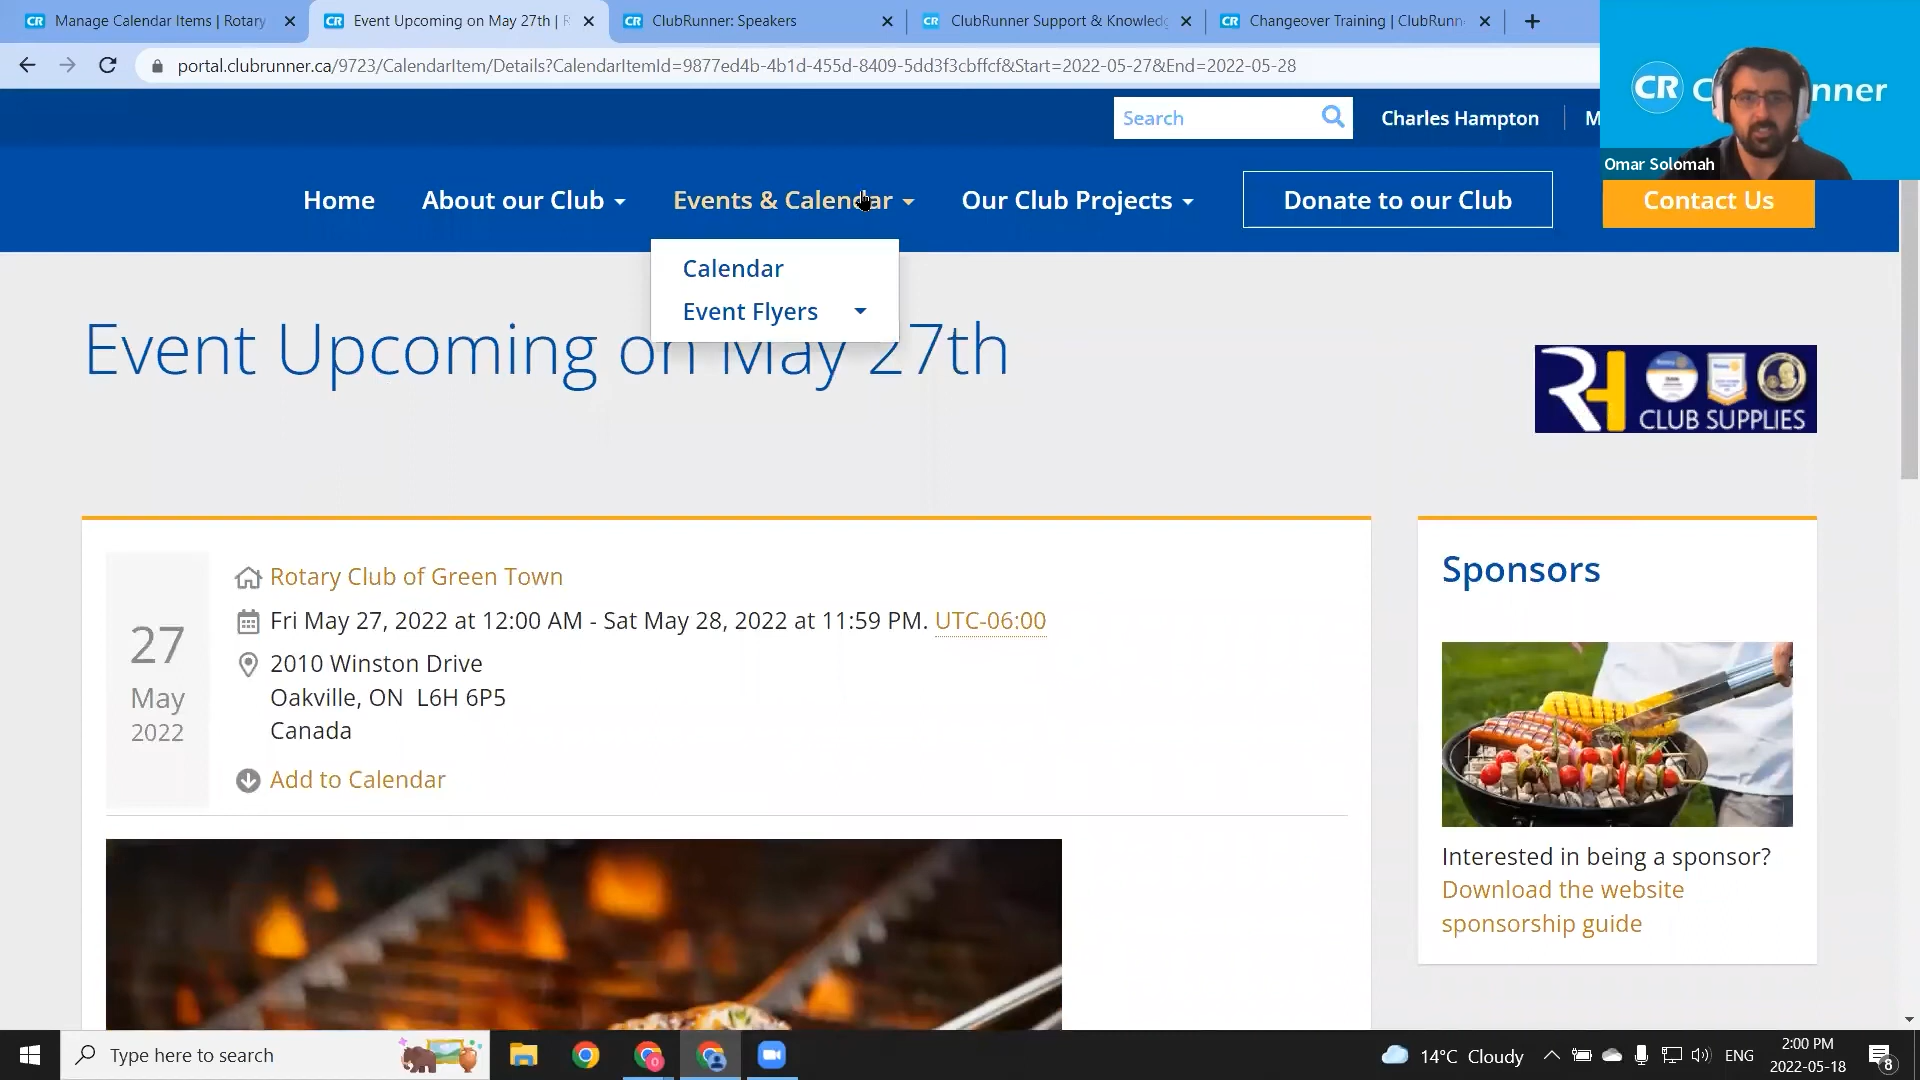 Manage Calendar Items | Rotary
Event Upcoming on May 27th | R
ClubRunner: Speakers
ClubRunner Support & Knowledg
Changeover Training | ClubRunn
portal.clubrunner.ca/9723/CalendarItem/Details?CalendarItemId=9877ed4b-4b1d-455d-8409-5dd3f3cbffcf&Start=2022-05-27&End=2022-05-28
CR C nner
Omar Solomah
Search
Charles Hampton
M
Home
About our Club
Events & Calendar
Our Club Projects
Donate to our Club
Contact Us
Calendar
Event Flyers
Event Upcoming on May 27th
RH
CLUB SUPPLIES
27
May
2022
Rotary Club of Green Town
Fri May 27, 2022 at 12:00 AM - Sat May 28, 2022 at 11:59 PM. UTC-06:00
2010 Winston Drive
Oakville, ON L6H 6P5
Canada
Add to Calendar
Sponsors
Interested in being a sponsor?
Download the website
sponsorship guide
Type here to search
14°C Cloudy
ENG
2:00 PM
2022-05-18
8